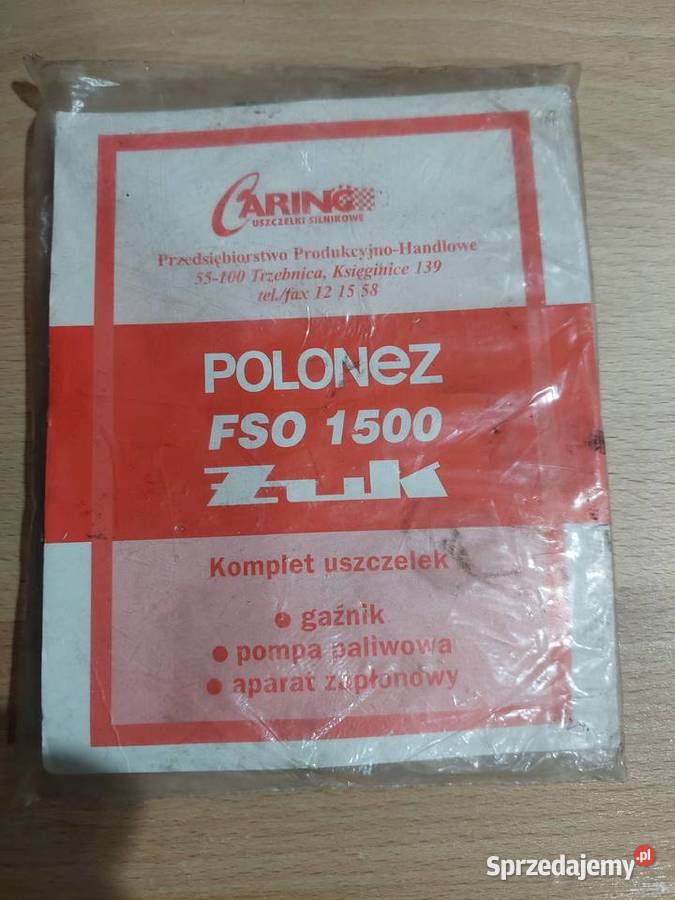 CARING
USZCZELKI SILNIKOWE
Przedsiębiorstwo Produkcyjno-Handlowe
55-100 Trzebnica, Księginice 139
tel./fax 12 15 58
POLONEZ
FSO 1500
Żuk
Komplet uszczelek
● gaźnik
● pompa paliwowa
● aparat zapłonowy
Sprzedajemy.pl